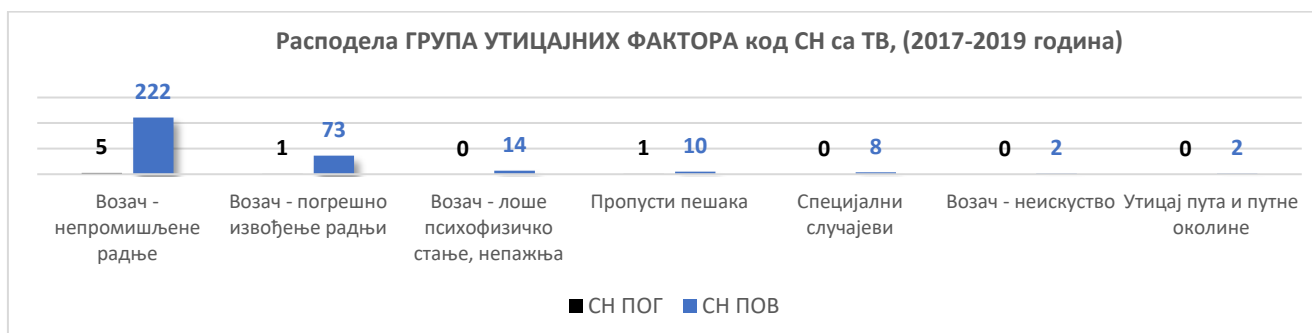 Расподела ГРУПА УТИЦАЈНИХ ФАКТОРА код СН са ТВ, (2017-2019 година)
5 222
1 73
0 14
1 10
0 8
0 2
0 2
Возач -
непромишљене
радње
Возач - погрешно
извођење радњи
Возач - лоше
психофизичко
стање, непажња
Пропусти пешака
Специјални
случајеви
Возач - неискуство
Утицај пута и путне
околине
СН ПОГ СН ПОВ